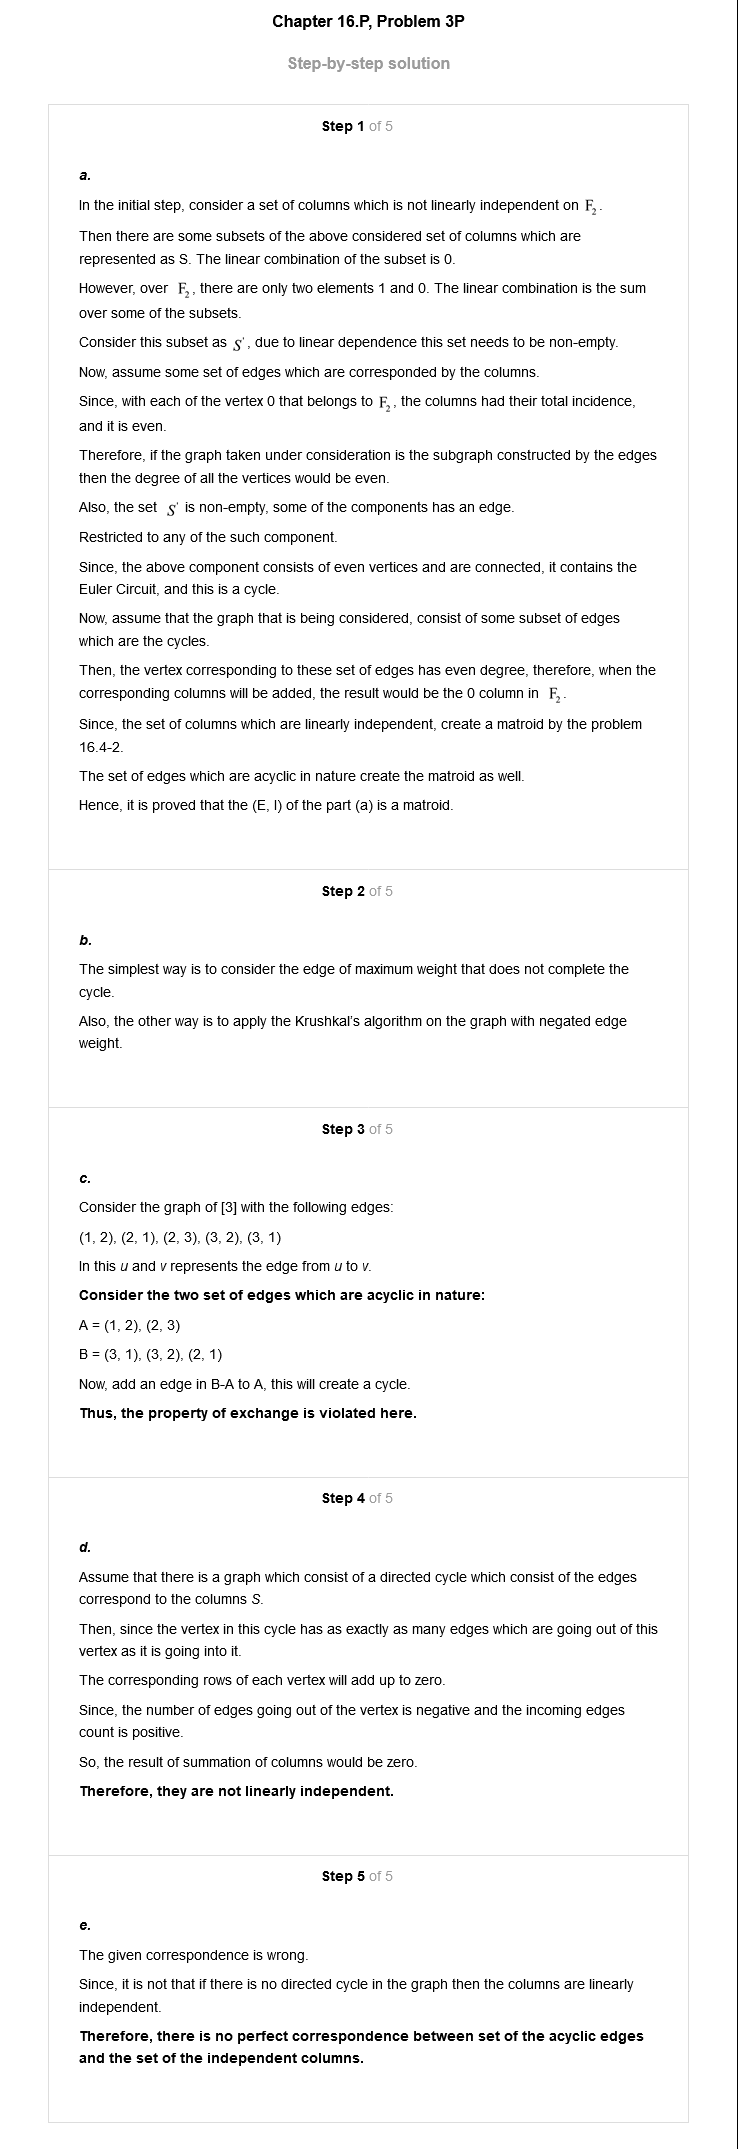 Chapter 16.P, Problem 3P
Step-by-step solution
Step 1 of 5
a.
In the initial step, consider a set of columns which is not linearly independent on F₂.
Then there are some subsets of the above considered set of columns which are
represented as S. The linear combination of the subset is 0.
However, over F₂, there are only two elements 1 and 0. The linear combination is the sum
over some of the subsets.
Consider this subset as S', due to linear dependence this set needs to be non-empty.
Now, assume some set of edges which are corresponded by the columns.
Since, with each of the vertex 0 that belongs to F₂, the columns had their total incidence,
and it is even.
Therefore, if the graph taken under consideration is the subgraph constructed by the edges
then the degree of all the vertices would be even.
Also, the set S' is non-empty, some of the components has an edge.
Restricted to any of the such component.
Since, the above component consists of even vertices and are connected, it contains the
Euler Circuit, and this is a cycle.
Now, assume that the graph that is being considered, consist of some subset of edges
which are the cycles.
Then, the vertex corresponding to these set of edges has even degree, therefore, when the
corresponding columns will be added, the result would be the 0 column in F₂.
Since, the set of columns which are linearly independent, create a matroid by the problem
16.4-2.
The set of edges which are acyclic in nature create the matroid as well.
Hence, it is proved that the (E, I) of the part (a) is a matroid.
Step 2 of 5
b.
The simplest way is to consider the edge of maximum weight that does not complete the
cycle.
Also, the other way is to apply the Krushkal's algorithm on the graph with negated edge
weight.
Step 3 of 5
c.
Consider the graph of [3] with the following edges:
(1, 2), (2, 1), (2, 3), (3, 2), (3, 1)
In this u and v represents the edge from u to v.
Consider the two set of edges which are acyclic in nature:
A = (1, 2), (2, 3)
B = (3, 1), (3, 2), (2, 1)
Now, add an edge in B-A to A, this will create a cycle.
Thus, the property of exchange is violated here.
Step 4 of 5
d.
Assume that there is a graph which consist of a directed cycle which consist of the edges
correspond to the columns S.
Then, since the vertex in this cycle has as exactly as many edges which are going out of this
vertex as it is going into it.
The corresponding rows of each vertex will add up to zero.
Since, the number of edges going out of the vertex is negative and the incoming edges
count is positive.
So, the result of summation of columns would be zero.
Therefore, they are not linearly independent.
Step 5 of 5
e.
The given correspondence is wrong.
Since, it is not that if there is no directed cycle in the graph then the columns are linearly
independent.
Therefore, there is no perfect correspondence between set of the acyclic edges
and the set of the independent columns.